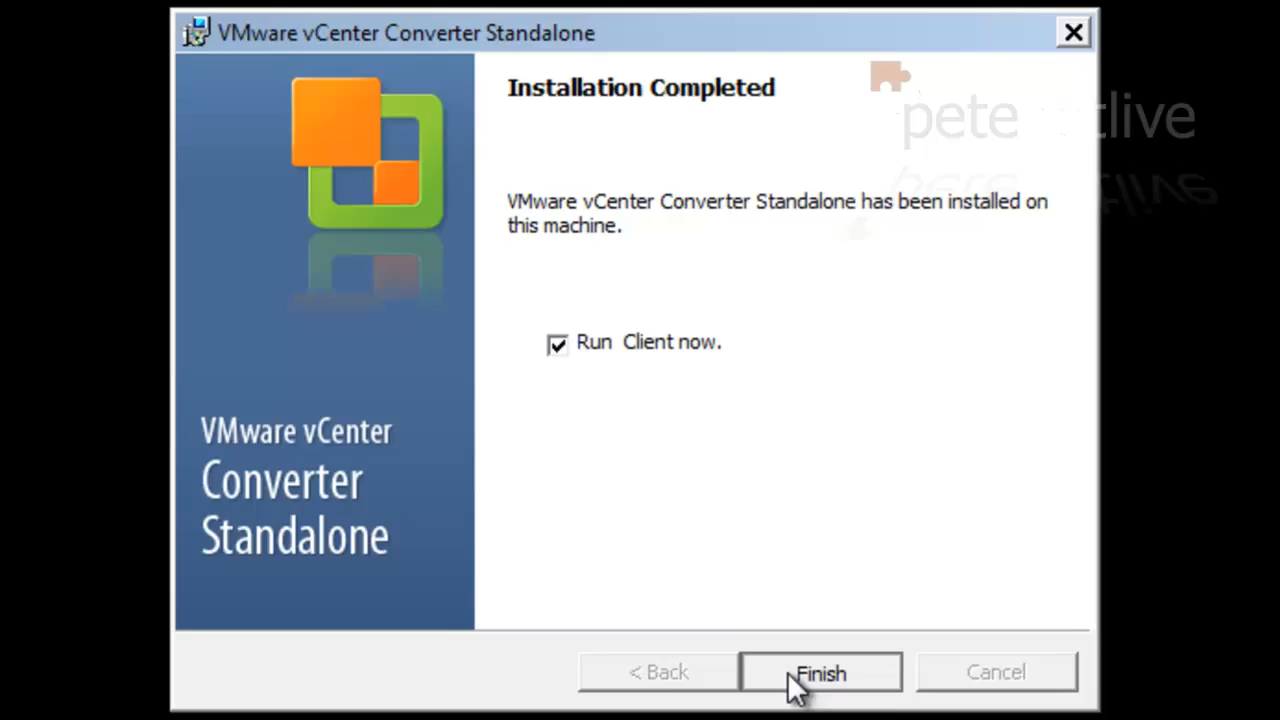 VMware vCenter Converter Standalone
Installation Completed
pete
tlive
VMware vCenter Converter Standalone has been installed on
this machine.
Run Client now.
VMware vCenter
Converter
Standalone
< Back
Finish
Cancel